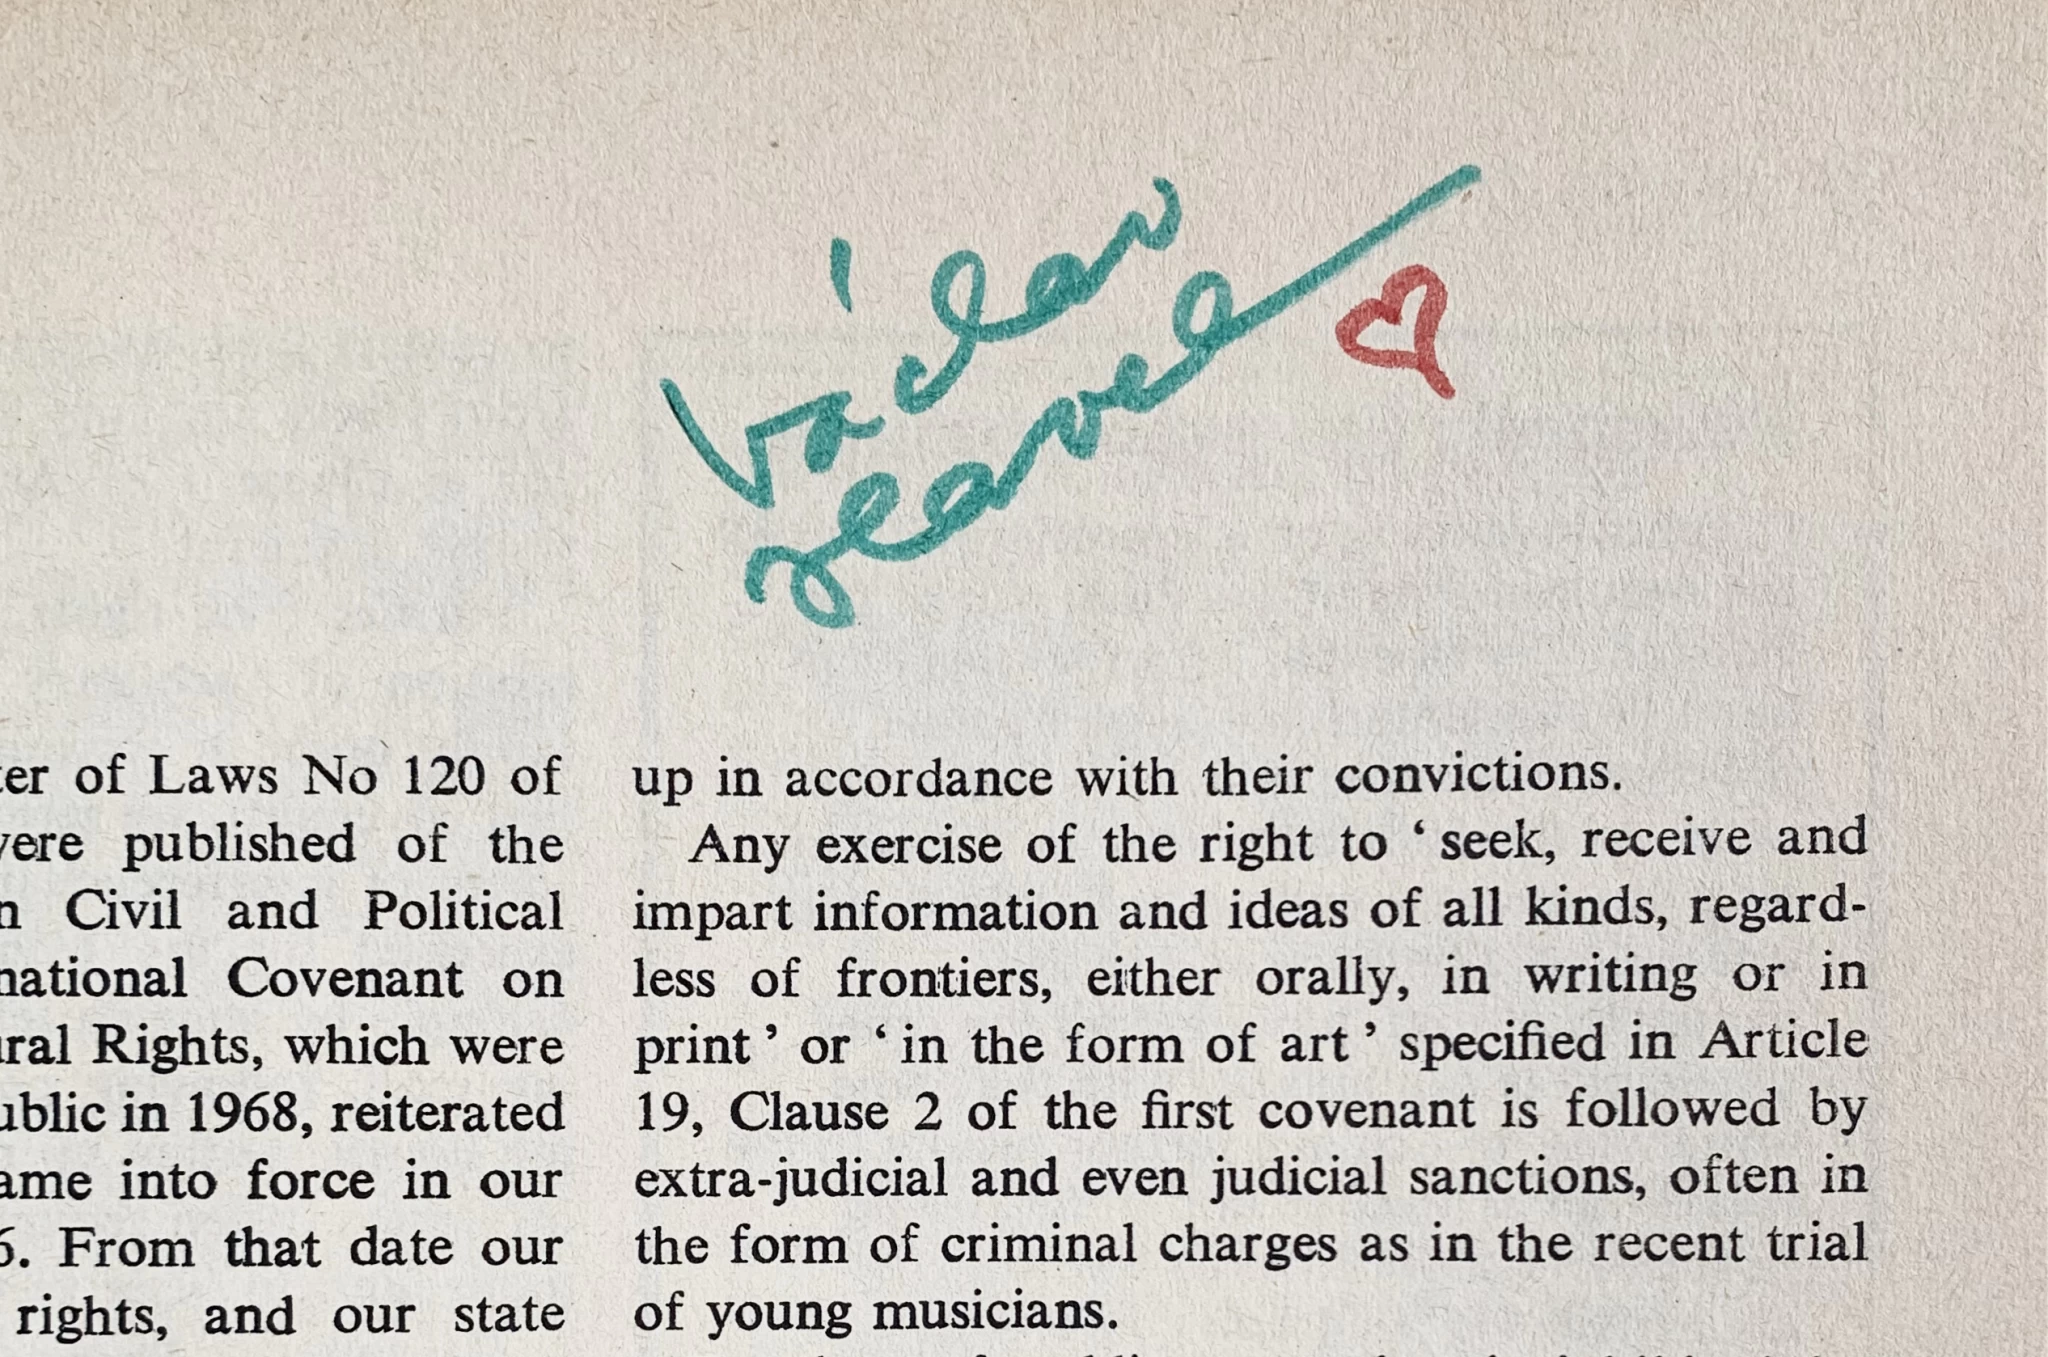 Václav
Havel
ter of Laws No 120 of
were published of the
n Civil and Political
national Covenant on
ural Rights, which were
ublic in 1968, reiterated
ame into force in our
6. From that date our
rights, and our state
up in accordance with their convictions.
Any exercise of the right to ‘ seek, receive and
impart information and ideas of all kinds, regard-
less of frontiers, either orally, in writing or in
print ’ or ‘ in the form of art ’ specified in Article
19, Clause 2 of the first covenant is followed by
extra-judicial and even judicial sanctions, often in
the form of criminal charges as in the recent trial
of young musicians.